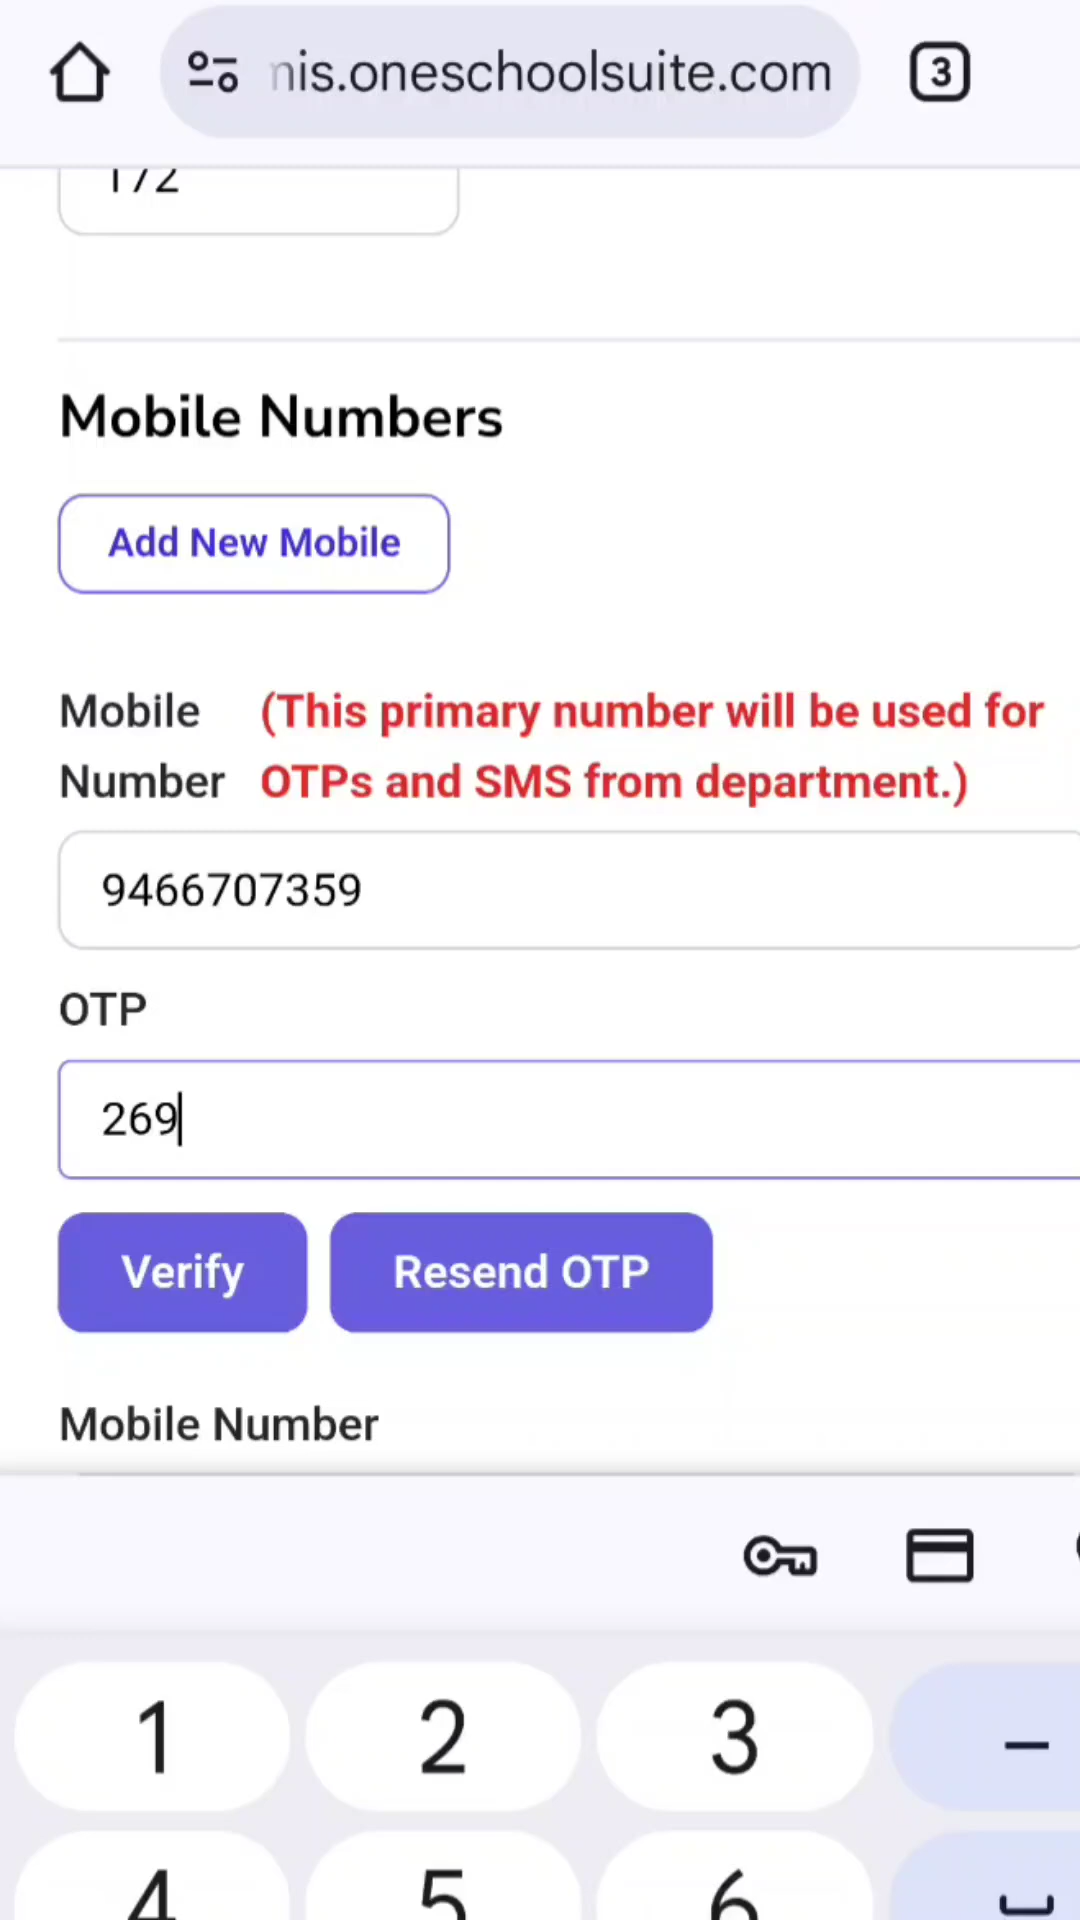 nis.oneschoolsuite.com
3
172
Mobile Numbers
Add New Mobile
Mobile Number
(This primary number will be used for OTPs and SMS from department.)
9466707359
OTP
269
Verify
Resend OTP
Mobile Number
1 2 3 –
4 5 6